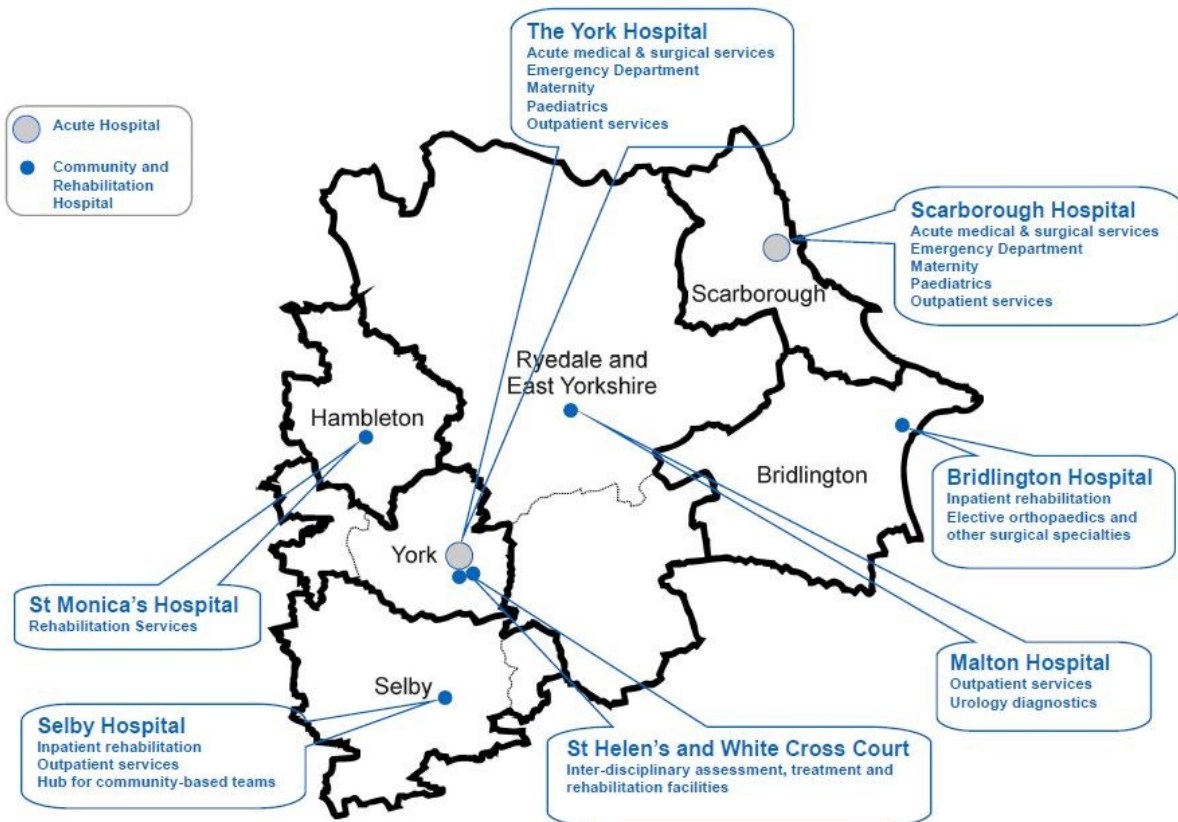 The York Hospital
Acute medical & surgical services
Emergency Department
Maternity
Paediatrics
Outpatient services
Acute Hospital
Community and
Rehabilitation
Hospital
Scarborough Hospital
Acute medical & surgical services
Emergency Department
Maternity
Paediatrics
Outpatient services
Scarborough
Ryedale and
East Yorkshire
Hambleton
Bridlington
Bridlington Hospital
Inpatient rehabilitation
Elective orthopaedics and
other surgical specialties
York
St Monica's Hospital
Rehabilitation Services
Malton Hospital
Outpatient services
Urology diagnostics
Selby
Selby Hospital
Inpatient rehabilitation
Outpatient services
Hub for community-based teams
St Helen's and White Cross Court
Inter-disciplinary assessment, treatment and
rehabilitation facilities